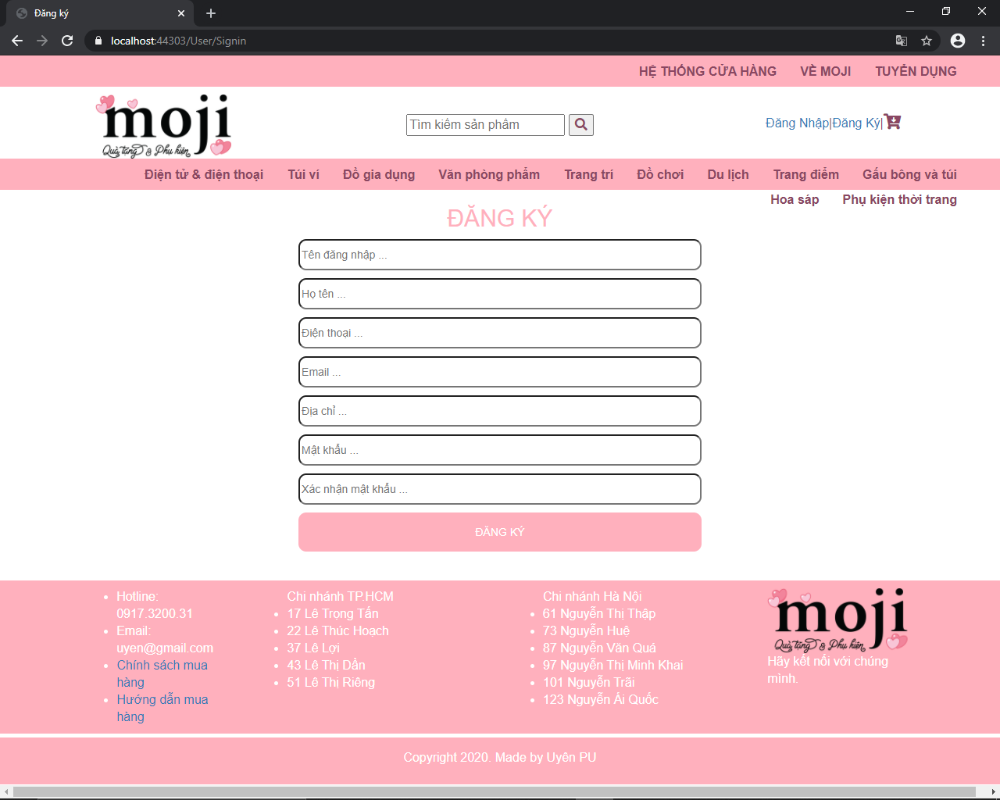 Đăng ký
localhost:44303/User/Signin
HỆ THỐNG CỬA HÀNG VỀ MOJI TUYỂN DỤNG
moji
Quà tặng & Phụ kiện
Tìm kiếm sản phẩm
Đăng Nhập|Đăng Ký|
Điện tử & điện thoại Túi ví Đồ gia dụng Văn phòng phẩm Trang trí Đồ chơi Du lịch Trang điểm Gấu bông và túi
Hoa sáp Phụ kiện thời trang
ĐĂNG KÝ
Tên đăng nhập ...
Họ tên ...
Điện thoại ...
Email ...
Địa chỉ ...
Mật khẩu ...
Xác nhận mật khẩu ...
ĐĂNG KÝ
Hotline:
0917.3200.31
Email:
uyen@gmail.com
Chính sách mua
hàng
Hướng dẫn mua
hàng
Chi nhánh TP.HCM
17 Lê Trọng Tấn
22 Lê Thúc Hoạch
37 Lê Lợi
43 Lê Thị Dần
51 Lê Thị Riêng
Chi nhánh Hà Nội
61 Nguyễn Thị Thập
73 Nguyễn Huệ
87 Nguyễn Văn Quá
97 Nguyễn Thị Minh Khai
101 Nguyễn Trãi
123 Nguyễn Ái Quốc
moji
Quà tặng & Phụ kiện
Hãy kết nối với chúng
mình.
Copyright 2020. Made by Uyên PU